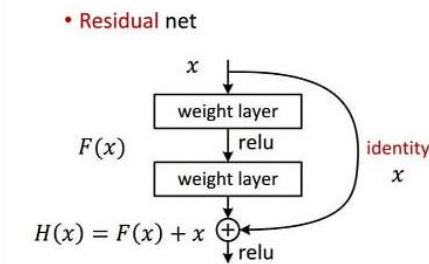 • Residual net
x
weight layer
F(x)
relu
identity
x
weight layer
H(x) = F(x) + x
+
relu